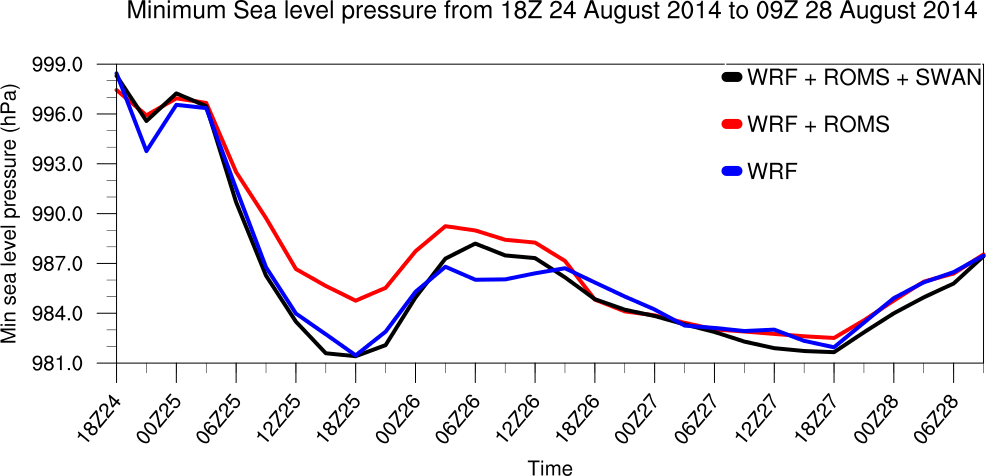 Minimum Sea level pressure from 18Z 24 August 2014 to 09Z 28 August 2014
Min sea level pressure (hPa)
999.0
996.0
993.0
990.0
987.0
984.0
981.0
WRF + ROMS + SWAN
WRF + ROMS
WRF
18Z24
00Z25
06Z25
12Z25
18Z25
00Z26
06Z26
12Z26
18Z26
00Z27
06Z27
12Z27
18Z27
00Z28
06Z28
Time